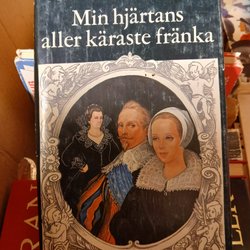 Min hjärtans
aller käraste fränka